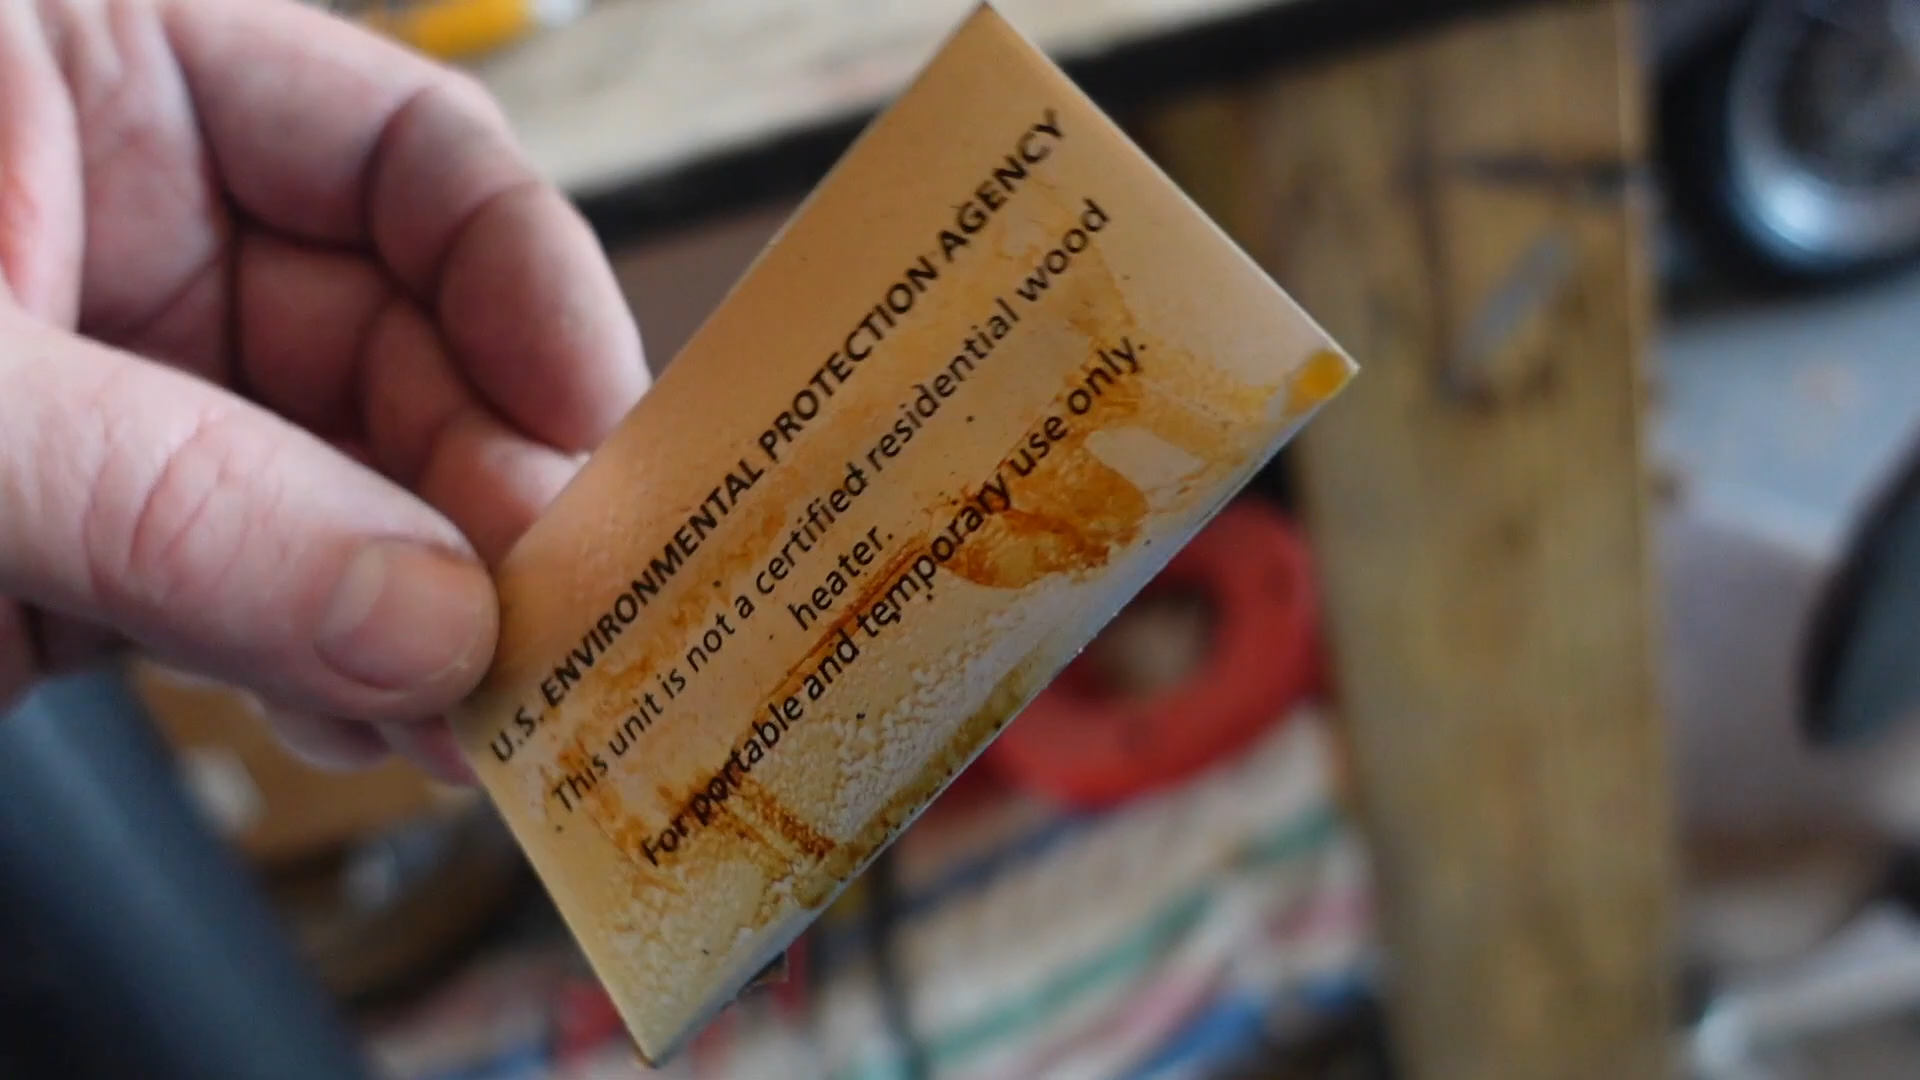 U.S. ENVIRONMENTAL PROTECTION AGENCY
This unit is not a certified residential wood
heater.
For portable and temporary use only.